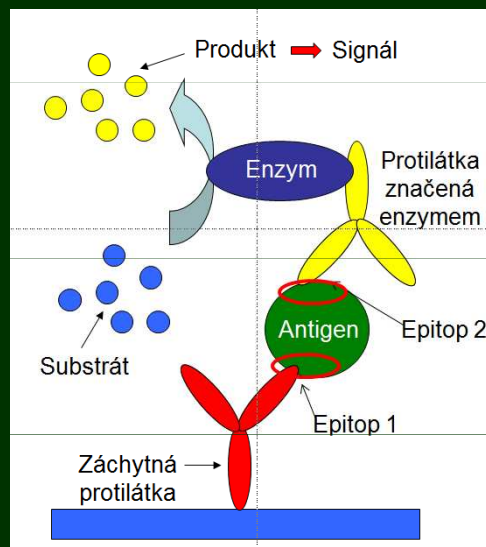 Produkt
Signál
Enzym
Protilátka
značená
enzymem
Antigen
Epitop 2
Substrát
Epitop 1
Záchytná
protilátka